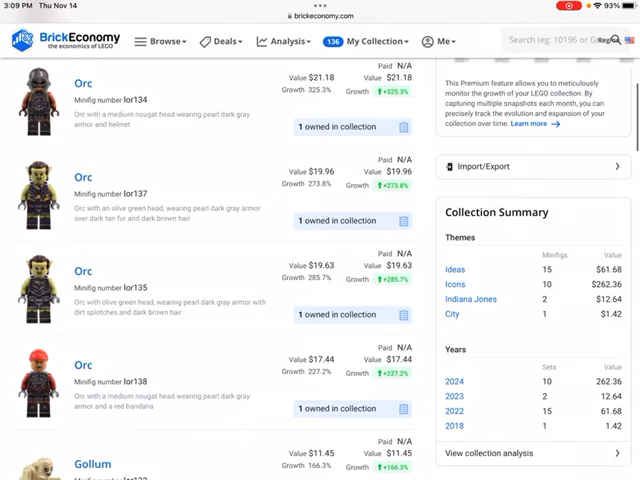 3:09 PM Thu Nov 14
93%
brickeconomy.com
BrickEconomy
the economics of LEGO
Browse
Deals
Analysis
136 My Collection
Me
Search (eg: 10196 or G
Orc
Minifig number lor134
Orc with a medium nougat head wearing pearl dark gray
armor and helmet
Value $21.18
Growth 325.3%
Paid N/A
Value $21.18
Growth +325.3%
1 owned in collection
Orc
Minifig number lor137
Orc with an olive green head, wearing pearl dark gray armor
over dark tan fur and dark brown hair
Value $19.96
Growth 273.8%
Paid N/A
Value $19.96
Growth +273.8%
1 owned in collection
Orc
Minifig number lor135
Orc with olive green head, wearing pearl dark gray armor with
dirt splotches and dark brown hair
Value $19.63
Growth 285.7%
Paid N/A
Value $19.63
Growth +285.7%
1 owned in collection
Orc
Minifig number lor138
Orc with a medium nougat head wearing pearl dark gray
armor and a red bandana
Value $17.44
Growth 227.2%
Paid N/A
Value $17.44
Growth +227.2%
1 owned in collection
Gollum
Minifig number
Value $11.45
Growth 166.3%
Paid N/A
Value $11.45
Growth +166.3%
This Premium feature allows you to meticulously
monitor the growth of your LEGO collection. By
capturing multiple snapshots each month, you can
precisely track the evolution and expansion of your
collection over time. Learn more
Import/Export
Collection Summary
Themes
Minifigs Value
Ideas 15 $61.68
Icons 10 $262.36
Indiana Jones 2 $12.64
City 1 $1.42
Years
Sets Value
2024 10 262.36
2023 2 12.64
2022 15 61.68
2018 1 1.42
View collection analysis